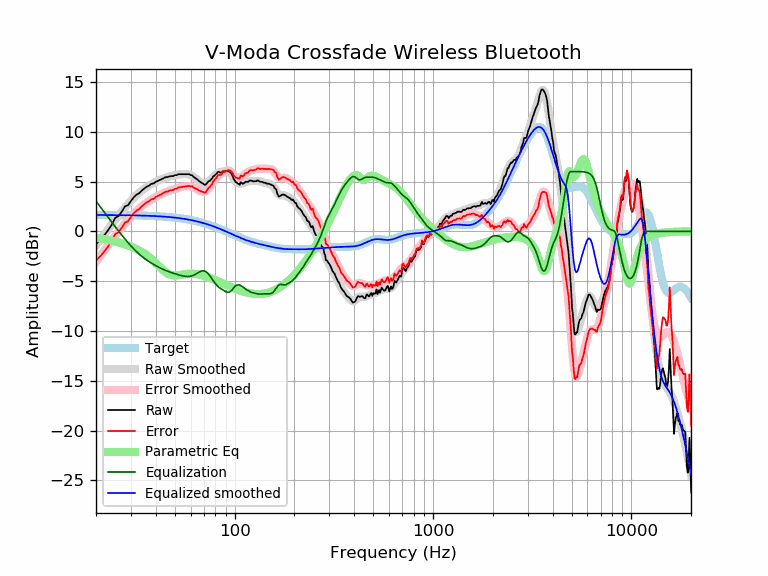 V-Moda Crossfade Wireless Bluetooth
15
10
5
0
−5
−10
−15
−20
−25
Amplitude (dBr)
Target
Raw Smoothed
Error Smoothed
Raw
Error
Parametric Eq
Equalization
Equalized smoothed
100
1000
10000
Frequency (Hz)